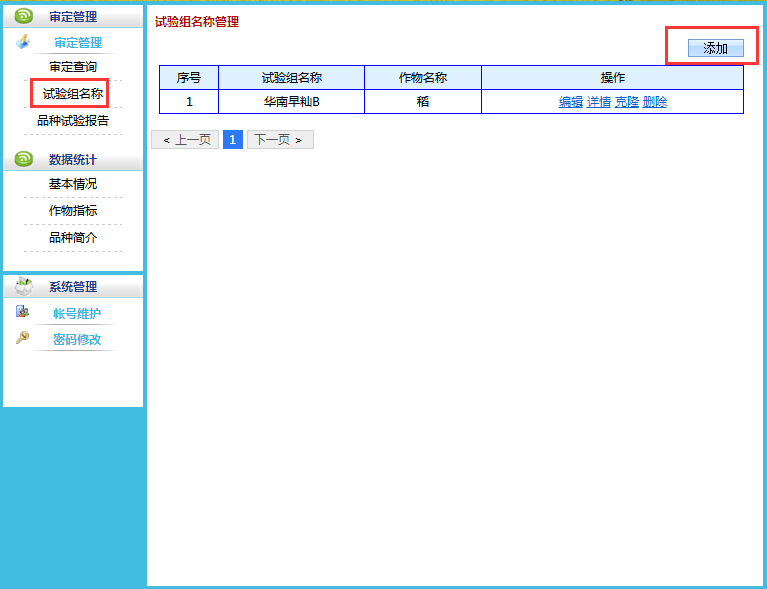 审定管理
审定管理
审定查询
试验组名称
品种试验报告
数据统计
基本情况
作物指标
品种简介
系统管理
帐号维护
密码修改
试验组名称管理
添加
序号 试验组名称 作物名称 操作
1 华南早籼B 稻 编辑 详情 克隆 删除
< 上一页 1 下一页 >